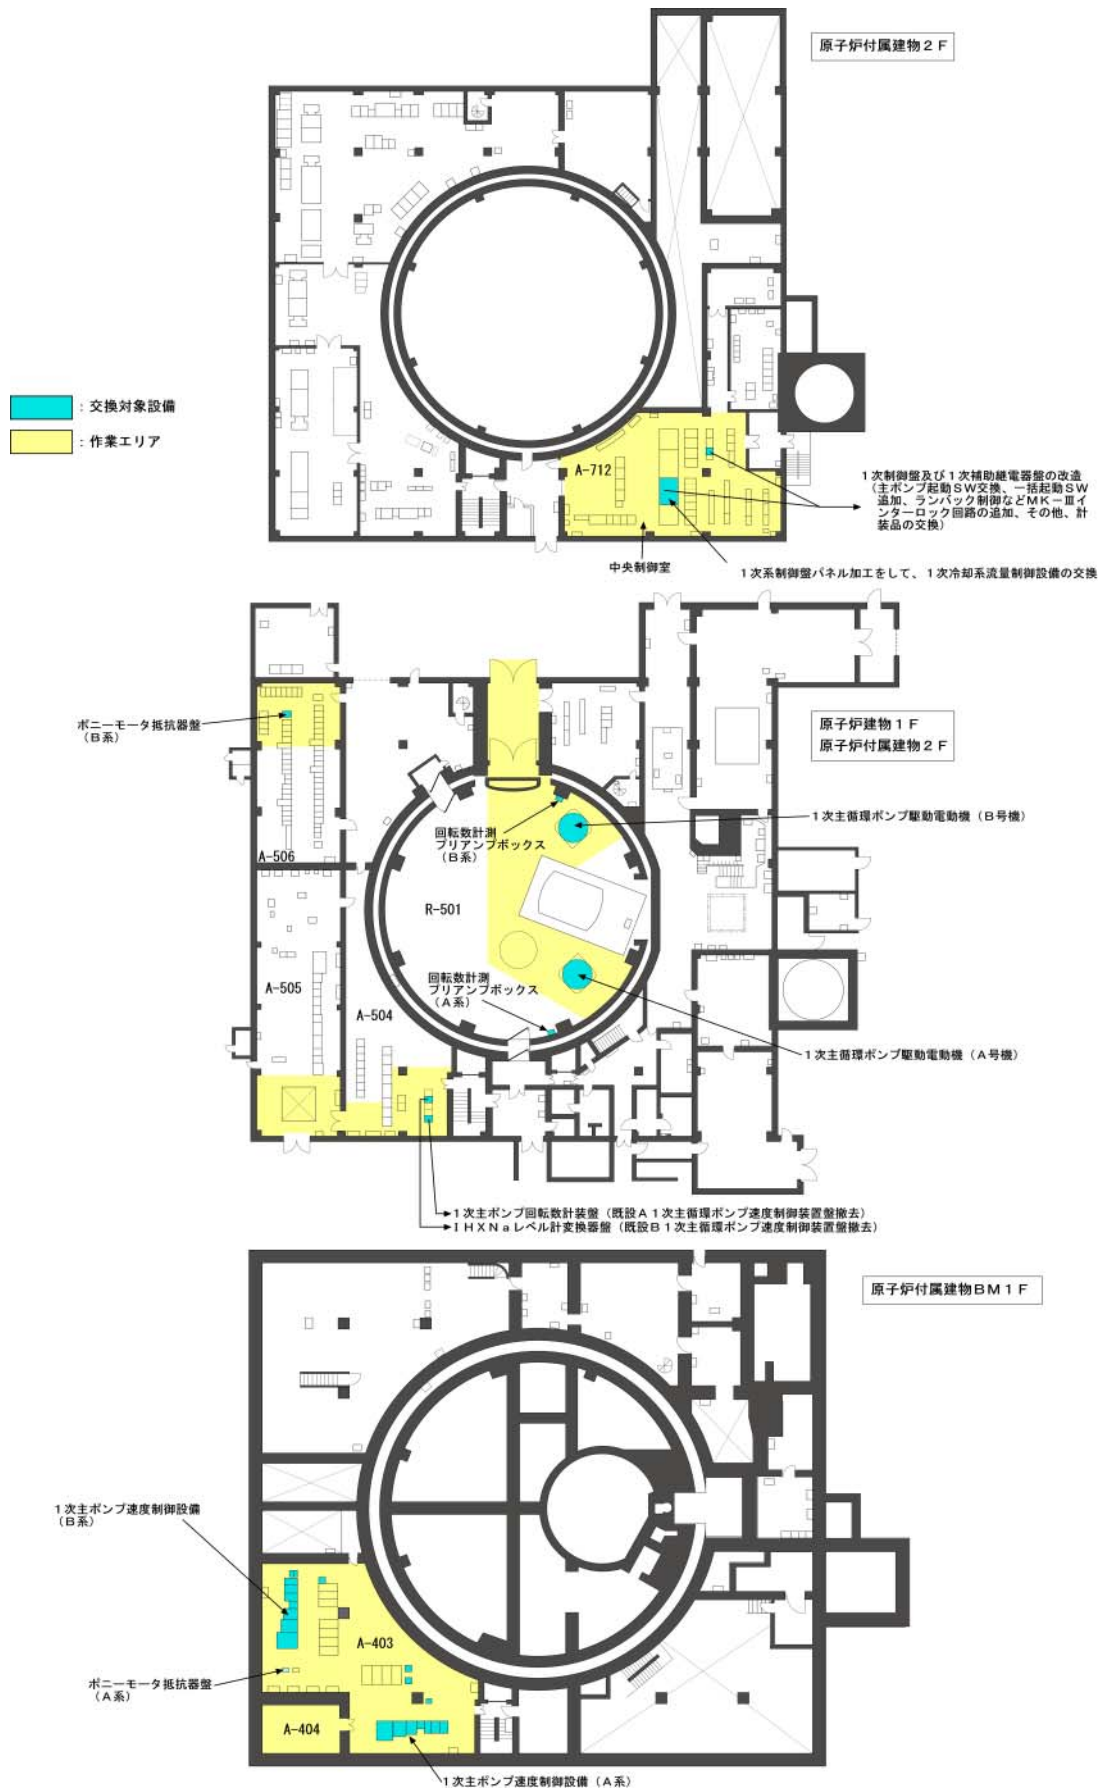 原子炉付属建物２Ｆ
：交換対象設備
：作業エリア
A-712
１次制御盤及び１次補助継電器盤の改造
（主ポンプ起動ＳＷ交換、一括起動ＳＷ
追加、ランバック制御などＭＫ－Ⅲイ
ンターロック回路の追加、その他、計
装品の交換）
中央制御室
１次系制御盤パネル加工をして、１次冷却系流量制御設備の交換
ポニーモータ抵抗器盤
（Ｂ系）
原子炉建物１Ｆ
原子炉付属建物２Ｆ
回転数計測
プリアンプボックス
（Ｂ系）
１次主循環ポンプ駆動電動機（Ｂ号機）
A-506
R-501
A-505
回転数計測
プリアンプボックス
（Ａ系）
A-504
１次主循環ポンプ駆動電動機（Ａ号機）
１次主ポンプ回転数計装盤（既設Ａ１次主循環ポンプ速度制御装置盤撤去）
ＩＨＸＮａレベル計変換器盤（既設Ｂ１次主循環ポンプ速度制御装置盤撤去）
原子炉付属建物ＢＭ１Ｆ
１次主ポンプ速度制御設備
（Ｂ系）
A-403
ポニーモータ抵抗器盤
（Ａ系）
A-404
１次主ポンプ速度制御設備（Ａ系）